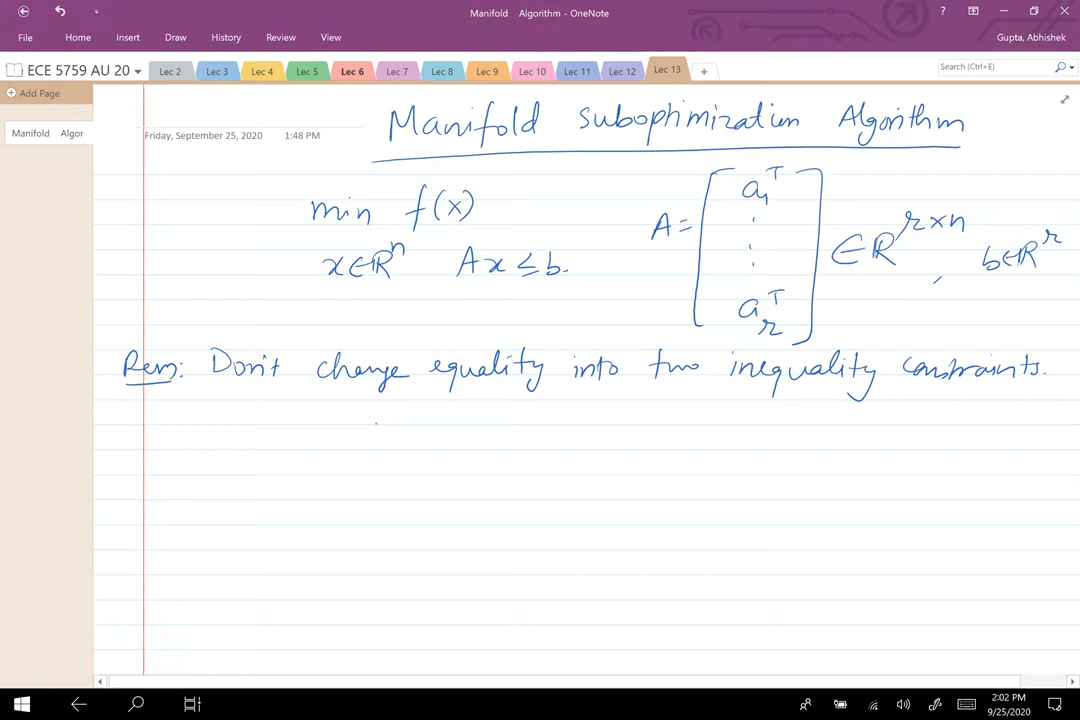 Manifold Algorithm - OneNote
?
File Home Insert Draw History Review View
Gupta, Abhishek
ECE 5759 AU 20
Lec 2 Lec 3 Lec 4 Lec 5 Lec 6 Lec 7 Lec 8 Lec 9 Lec 10 Lec 11 Lec 12 Lec 13 +
Search (Ctrl+E)
Add Page
Manifold Algor
Friday, September 25, 2020 1:48 PM
Manifold suboptimization Algorithm
min f(x)
x∈ℝⁿ Ax ≤ b.
A = [a₁ᵀ ⋮ aᵣᵀ] ∈ ℝ^{r×n}, b∈ℝ^r
Rem: Don't change equality into two inequality constraints.
2:02 PM
9/25/2020